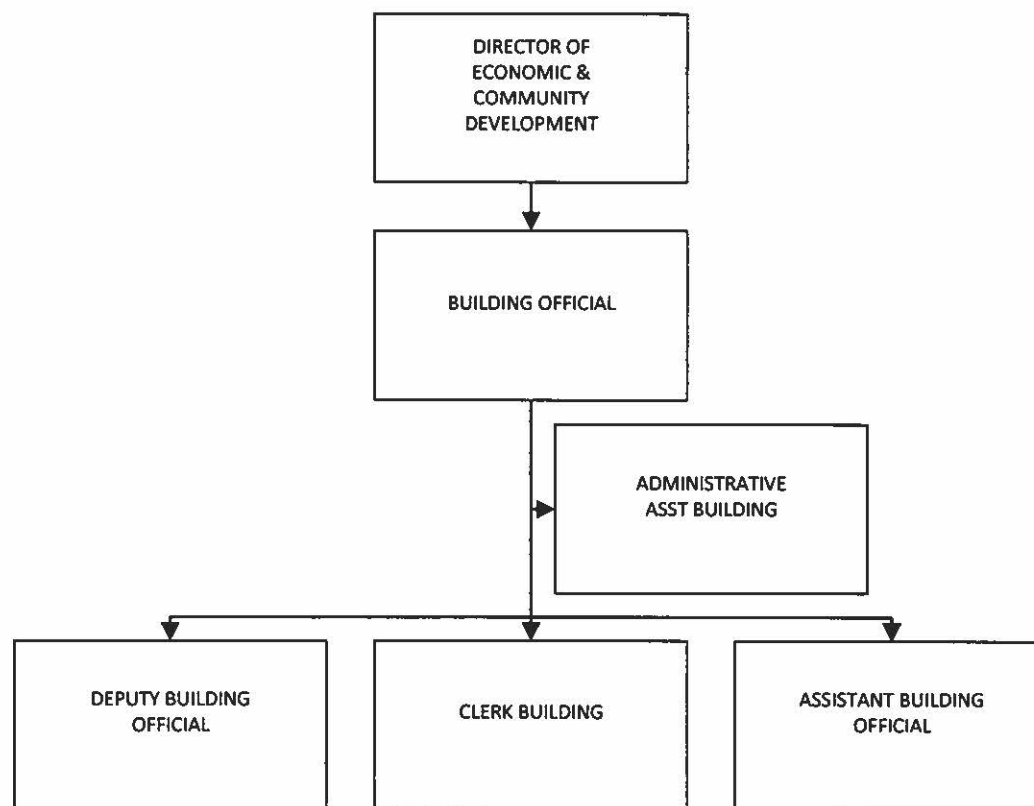 DIRECTOR OF
ECONOMIC &
COMMUNITY
DEVELOPMENT
BUILDING OFFICIAL
ADMINISTRATIVE
ASST BUILDING
DEPUTY BUILDING
OFFICIAL
CLERK BUILDING
ASSISTANT BUILDING
OFFICIAL